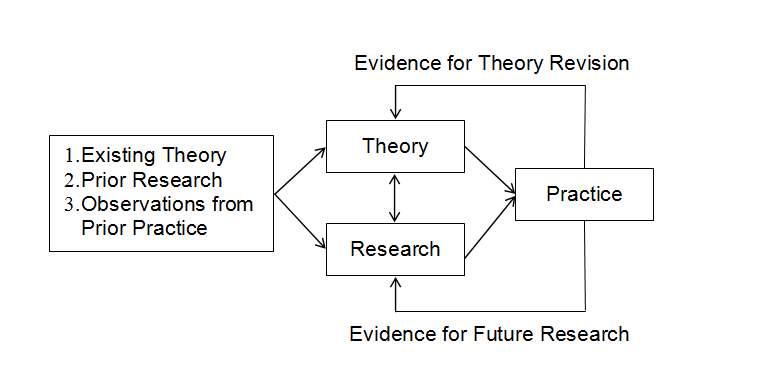 Evidence for Theory Revision
1.Existing Theory
2.Prior Research
3.Observations from
Prior Practice
Theory
Practice
Research
Evidence for Future Research